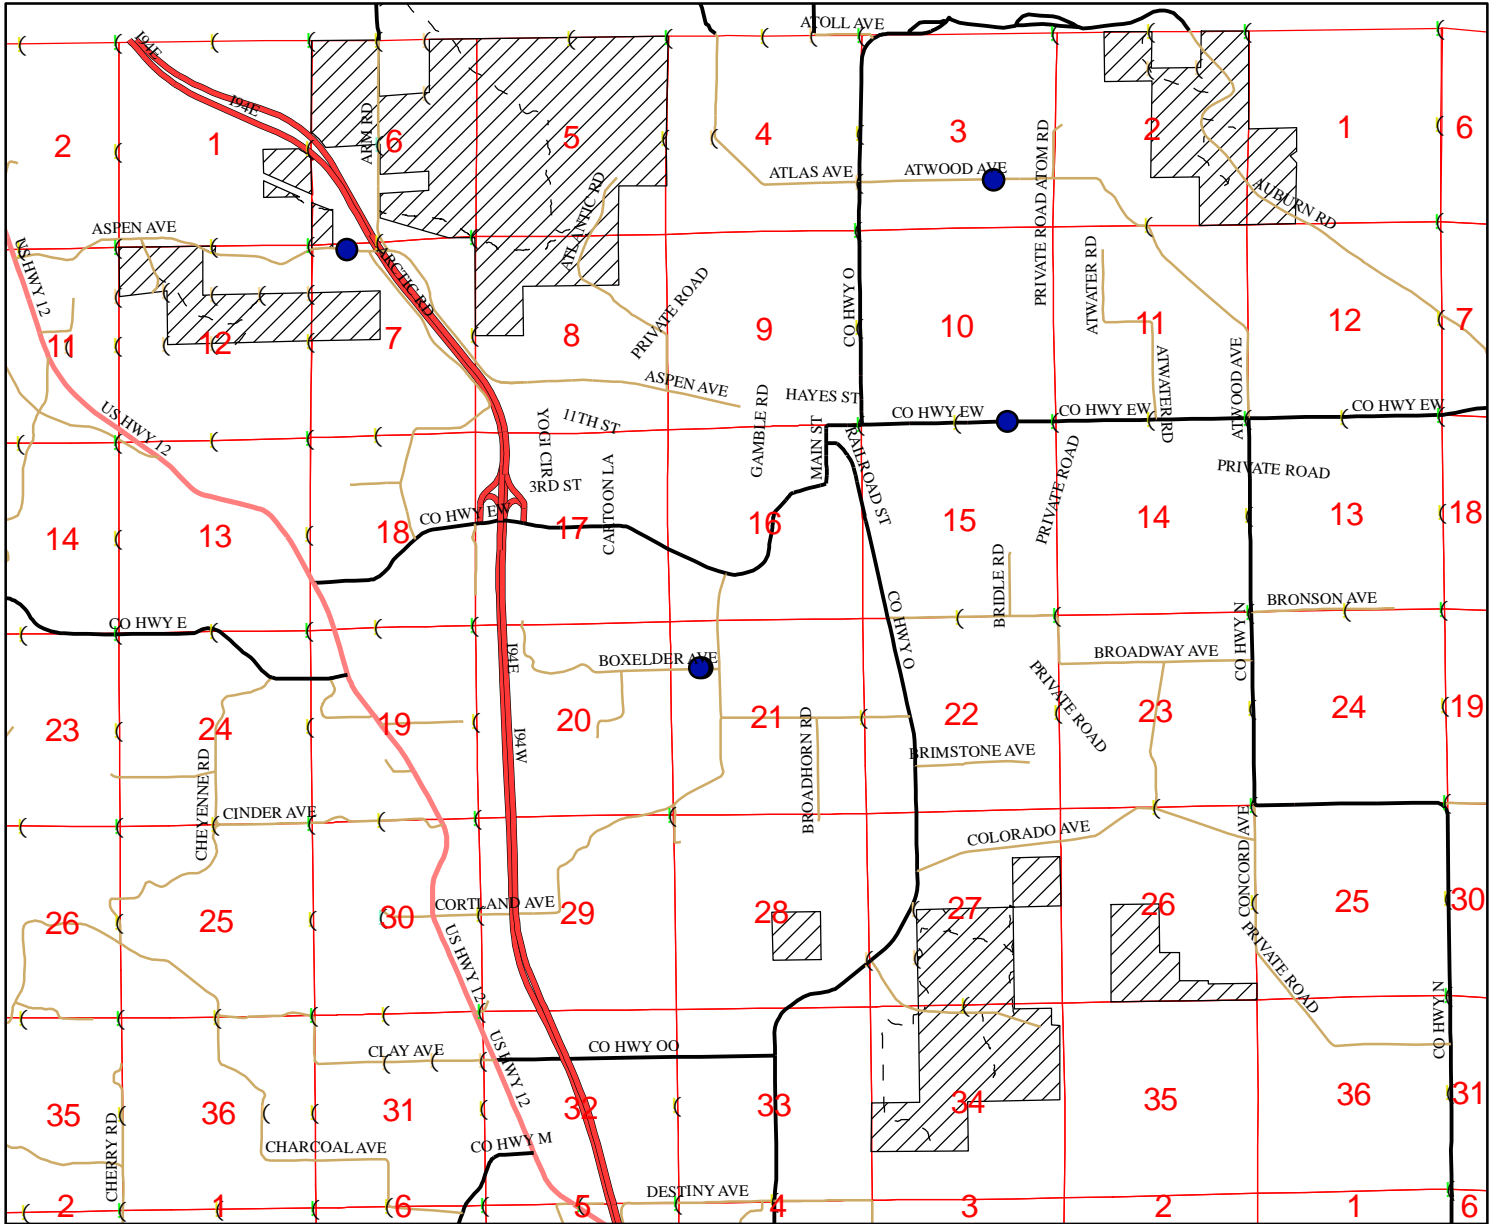 ATOLL AVE
I94E
I94E
ARM RD
2
1
6
5
4
3
2
1
6
PRIVATE ROAD ATOM RD
ATLAS AVE
ATWOOD AVE
AUBURN RD
ATLANTIC RD
ASPEN AVE
US HWY 12
ARCTIC RD
PRIVATE ROAD
CO HWY O
ATWATER RD
11
12
7
8
9
10
11
12
7
ATWATER RD
ATWOOD AVE
ASPEN AVE
GAMBLE RD
HAYES ST
CO HWY EW
CO HWY EW
CO HWY EW
US HWY 12
YOGI CIR
11TH ST
MAIN ST
RAILROAD ST
PRIVATE ROAD
PRIVATE ROAD
3RD ST
CARTOON LA
CO HWY EW
14
13
18
17
16
15
14
13
18
BRIDLE RD
CO HWY O
CO HWY N
BRONSON AVE
CO HWY E
I94E
BOXELDER AVE
BROADWAY AVE
PRIVATE ROAD
23
24
19
20
21
22
23
24
19
I94W
BROADHORN RD
BRIMSTONE AVE
CHEYENNE RD
CINDER AVE
COLORADO AVE
CONCORD AVE
CORTLAND AVE
26
25
30
29
28
27
26
25
30
US HWY 12
PRIVATE ROAD
CO HWY N
US HWY 12
CLAY AVE
CO HWY OO
35
36
31
32
33
34
35
36
31
CHERRY RD
CHARCOAL AVE
CO HWY M
DESTINY AVE
2
1
6
5
4
3
2
1
6